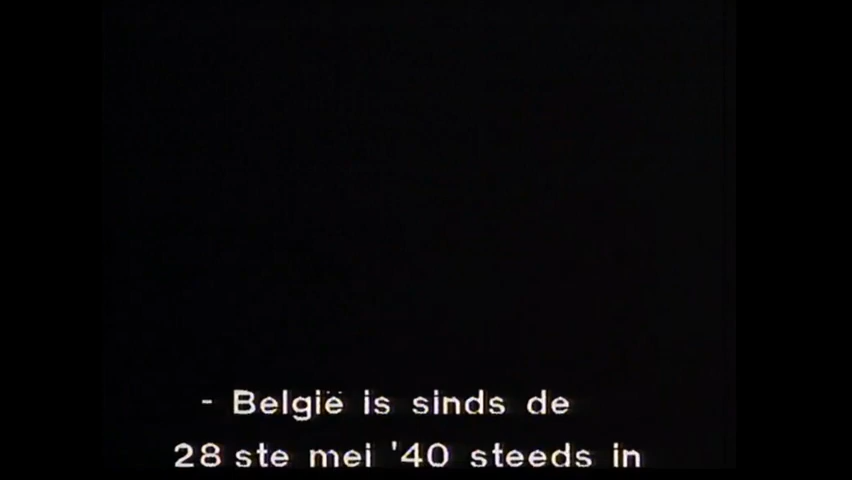 - België is sinds de
28 ste mei '40 steeds in